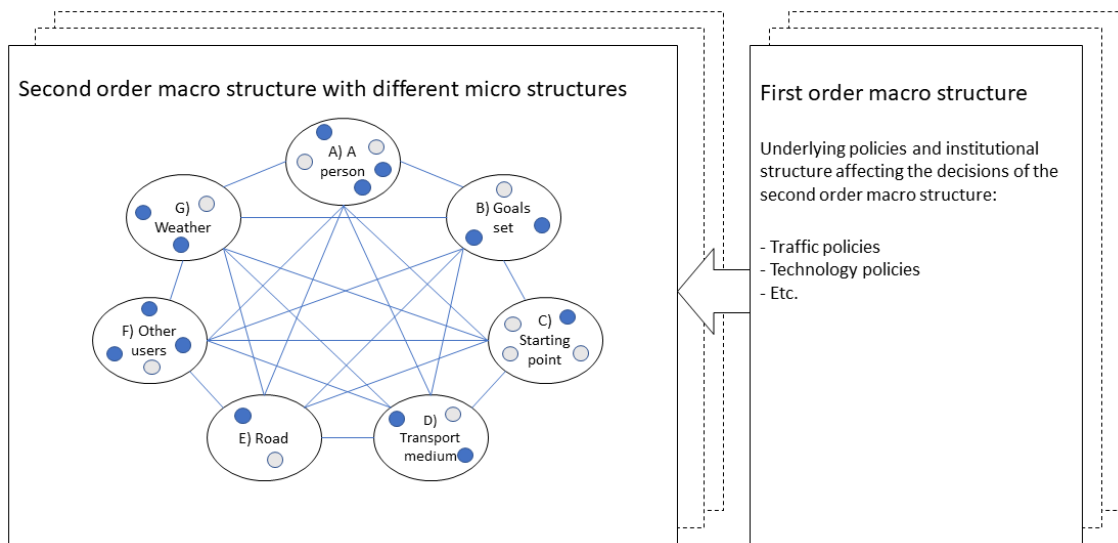 Second order macro structure with different micro structures
A) A
person
G)
Weather
B) Goals
set
F) Other
users
C)
Starting
point
E) Road
D)
Transport
medium
First order macro structure
Underlying policies and institutional
structure affecting the decisions of the
second order macro structure:
- Traffic policies
- Technology policies
- Etc.